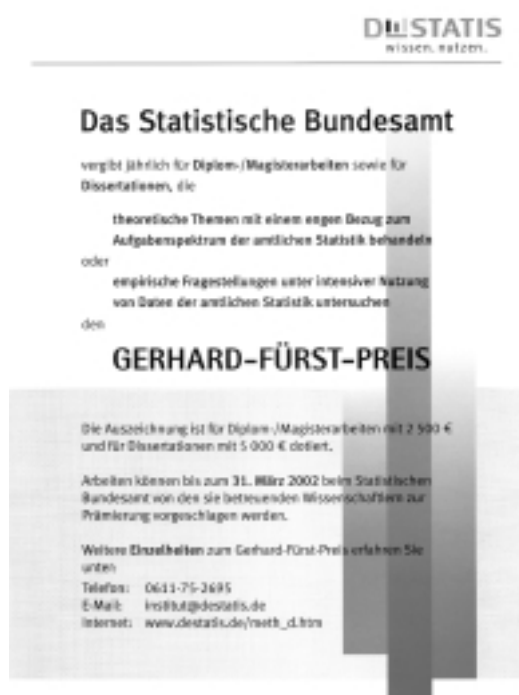 DESTATIS
wissen. nutzen.
Das Statistische Bundesamt
vergibt jährlich für Diplom-/Magisterarbeiten sowie für
Dissertationen, die
theoretische Themen mit einem engen Bezug zum
Aufgabenspektrum der amtlichen Statistik behandeln
oder
empirische Fragestellungen unter intensiver Nutzung
von Daten der amtlichen Statistik untersuchen
den
GERHARD-FÜRST-PREIS
Die Auszeichnung ist für Diplom-/Magisterarbeiten mit 2 500 €
und für Dissertationen mit 5 000 € dotiert.
Arbeiten können bis zum 31. März 2002 beim Statistischen
Bundesamt von den sie betreuenden Wissenschaftlern zur
Prämierung vorgeschlagen werden.
Weitere Einzelheiten zum Gerhard-Fürst-Preis erfahren Sie
unten
Telefon: 0611-75-2695
E-Mail: institut@destatis.de
Internet: www.destatis.de/meth_d.htm